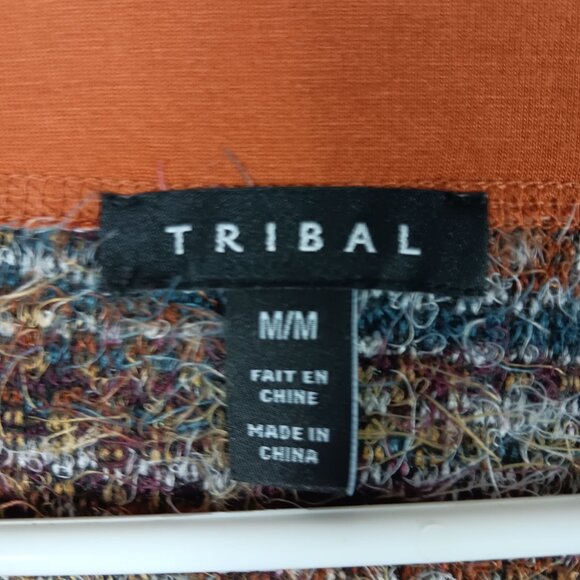 TRIBAL
M/M
FAIT EN
CHINE
MADE IN
CHINA